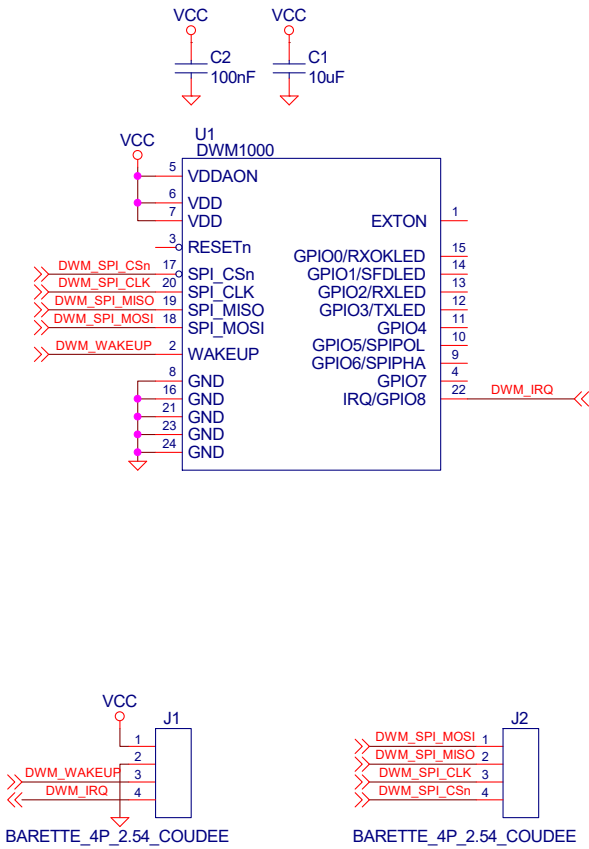 VCC VCC
C2 C1
100nF 10uF
U1
DWM1000
VCC
5 VDDAON
6 VDD
7 VDD EXTON 1
3 RESETn GPIO0/RXOKLED 15
DWM_SPI_CSn 17 SPI_CSn GPIO1/SFDLED 14
DWM_SPI_CLK 20 SPI_CLK GPIO2/RXLED 13
DWM_SPI_MISO 19 SPI_MISO GPIO3/TXLED 12
DWM_SPI_MOSI 18 SPI_MOSI GPIO4 11
GPIO5/SPIPOL 10
DWM_WAKEUP 2 WAKEUP GPIO6/SPIPHA 9
8 GND GPIO7 4
16 GND IRQ/GPIO8 22 DWM_IRQ
21 GND
23 GND
24 GND
VCC
J1 J2
1 DWM_SPI_MOSI 1
2 DWM_SPI_MISO 2
DWM_WAKEUP 3 DWM_SPI_CLK 3
DWM_IRQ 4 DWM_SPI_CSn 4
BARETTE_4P_2.54_COUDEE BARETTE_4P_2.54_COUDEE